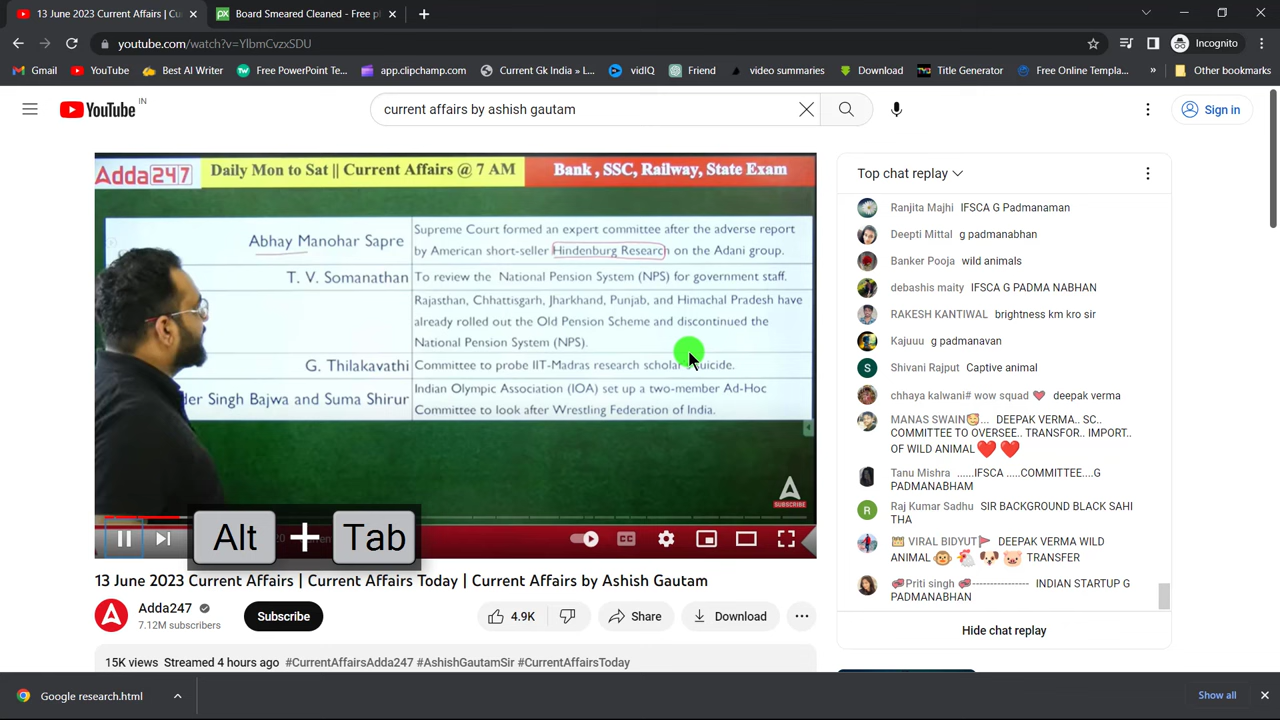 13 June 2023 Current Affairs | Cu
Board Smeared Cleaned - Free pi
youtube.com/watch?v=YlbmCvzxSDU
Incognito
Gmail
YouTube
Best AI Writer
Free PowerPoint Te...
app.clipchamp.com
Current Gk India » L...
vidIQ
Friend
video summaries
Download
Title Generator
Free Online Templa...
»
Other bookmarks
YouTube IN
current affairs by ashish gautam
Sign in
Adda247
Daily Mon to Sat || Current Affairs @ 7 AM
Bank , SSC, Railway, State Exam
Abhay Manohar Sapre
Supreme Court formed an expert committee after the adverse report
by American short-seller Hindenburg Research on the Adani group.
T. V. Somanathan
To review the National Pension System (NPS) for government staff.
Rajasthan, Chhattisgarh, Jharkhand, Punjab, and Himachal Pradesh have
already rolled out the Old Pension Scheme and discontinued the
National Pension System (NPS).
G. Thilakavathi
Committee to probe IIT-Madras research scholar
der Singh Bajwa and Suma Shirur
Indian Olympic Association (IOA) set up a two-member Ad-Hoc
Committee to look after Wrestling Federation of India.
SUBSCRIBE
Alt + Tab
CC
13 June 2023 Current Affairs | Current Affairs Today | Current Affairs by Ashish Gautam
Adda247
7.12M subscribers
Subscribe
4.9K
Share
Download
15K views Streamed 4 hours ago #CurrentAffairsAdda247 #AshishGautamSir #CurrentAffairsToday
Top chat replay
Ranjita Majhi IFSCA G Padmanaman
Deepti Mittal g padmanabhan
Banker Pooja wild animals
debashis maity IFSCA G PADMA NABHAN
RAKESH KANTIWAL brightness km kro sir
Kajuuu g padmanavan
S
Shivani Rajput Captive animal
chhaya kalwani# wow squad deepak verma
MANAS SWAIN ... DEEPAK VERMA... SC..
COMMITTEE TO OVERSEE.. TRANSFOR.. IMPORT..
OF WILD ANIMAL
Tanu Mishra ......IFSCA .....COMMITTEE....G
PADMANABHAM
R
Raj Kumar Sadhu SIR BACKGROUND BLACK SAHI
THA
VIRAL BIDYUT DEEPAK VERMA WILD
ANIMAL TRANSFER
Priti singh ---------------- INDIAN STARTUP G
PADMANABHAN
Hide chat replay
Google research.html
Show all